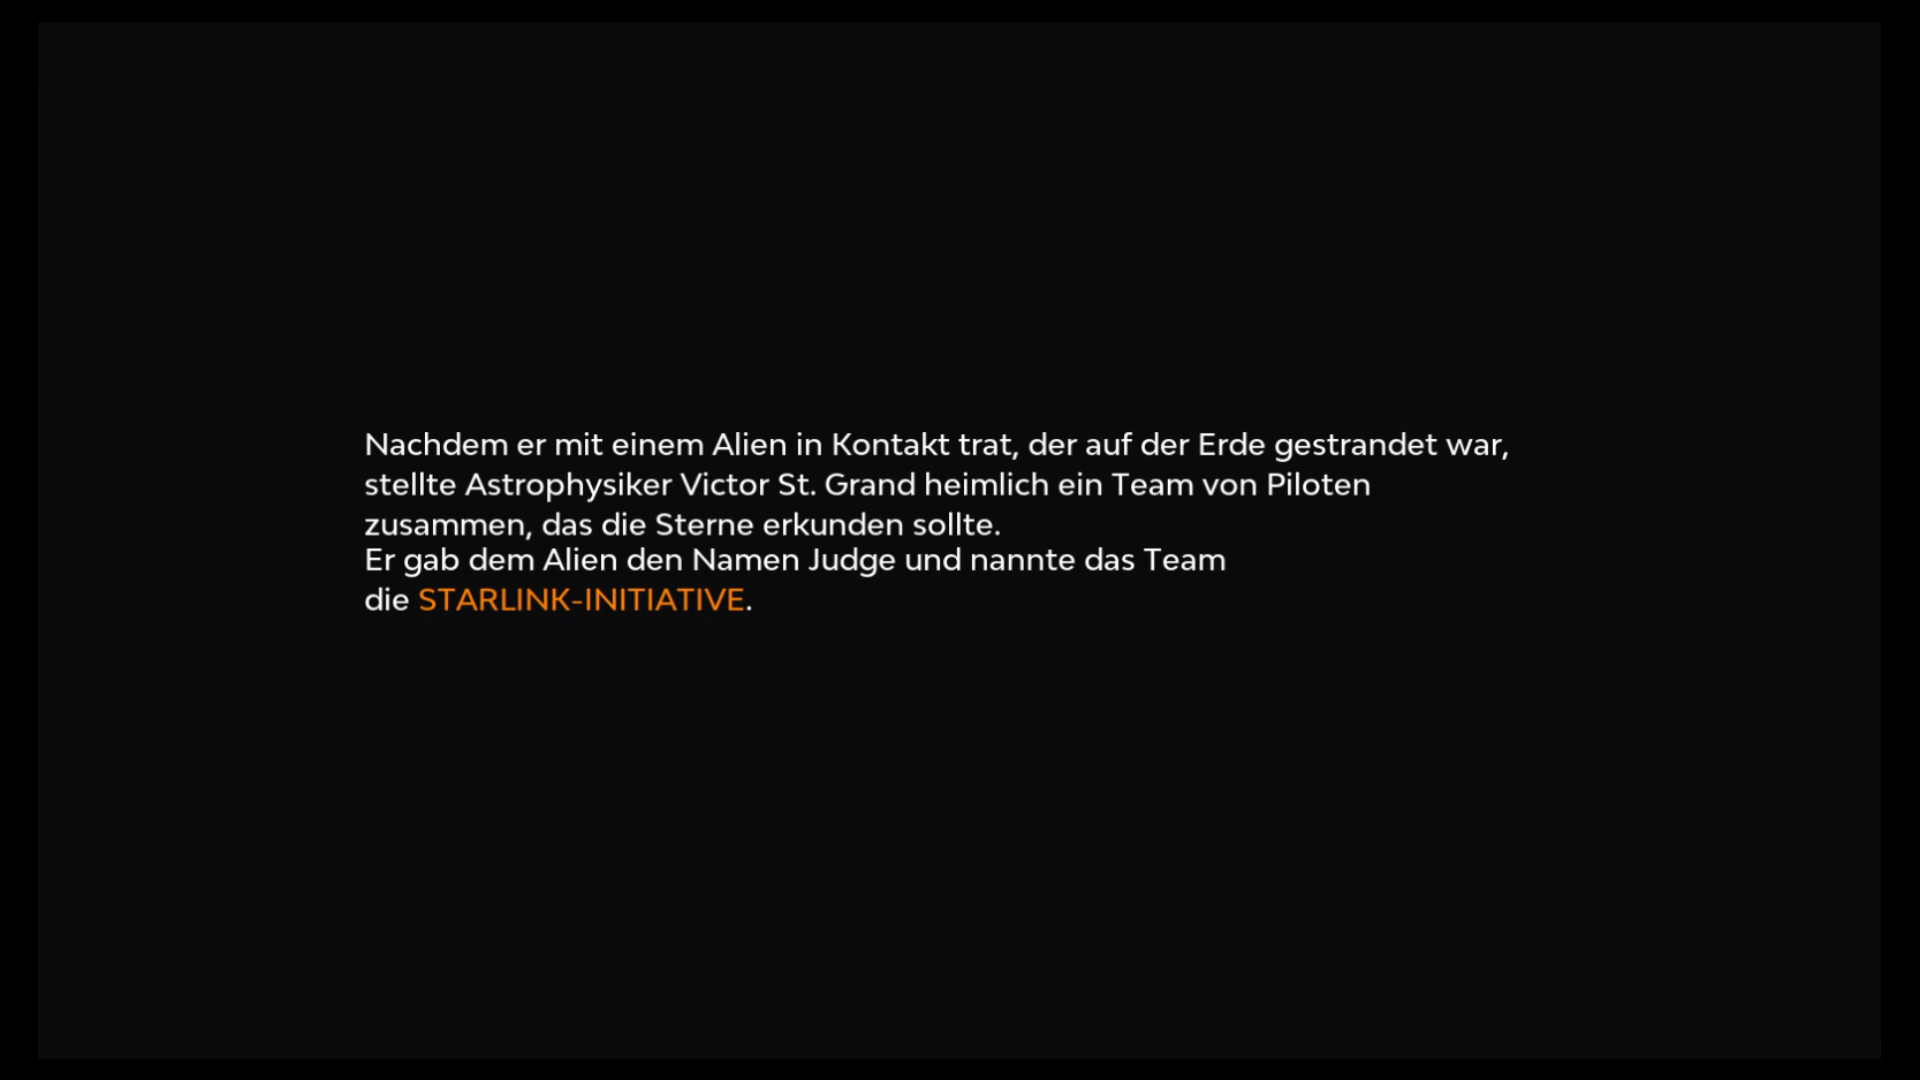 Nachdem er mit einem Alien in Kontakt trat, der auf der Erde gestrandet war,
stellte Astrophysiker Victor St. Grand heimlich ein Team von Piloten
zusammen, das die Sterne erkunden sollte.
Er gab dem Alien den Namen Judge und nannte das Team
die STARLINK-INITIATIVE.